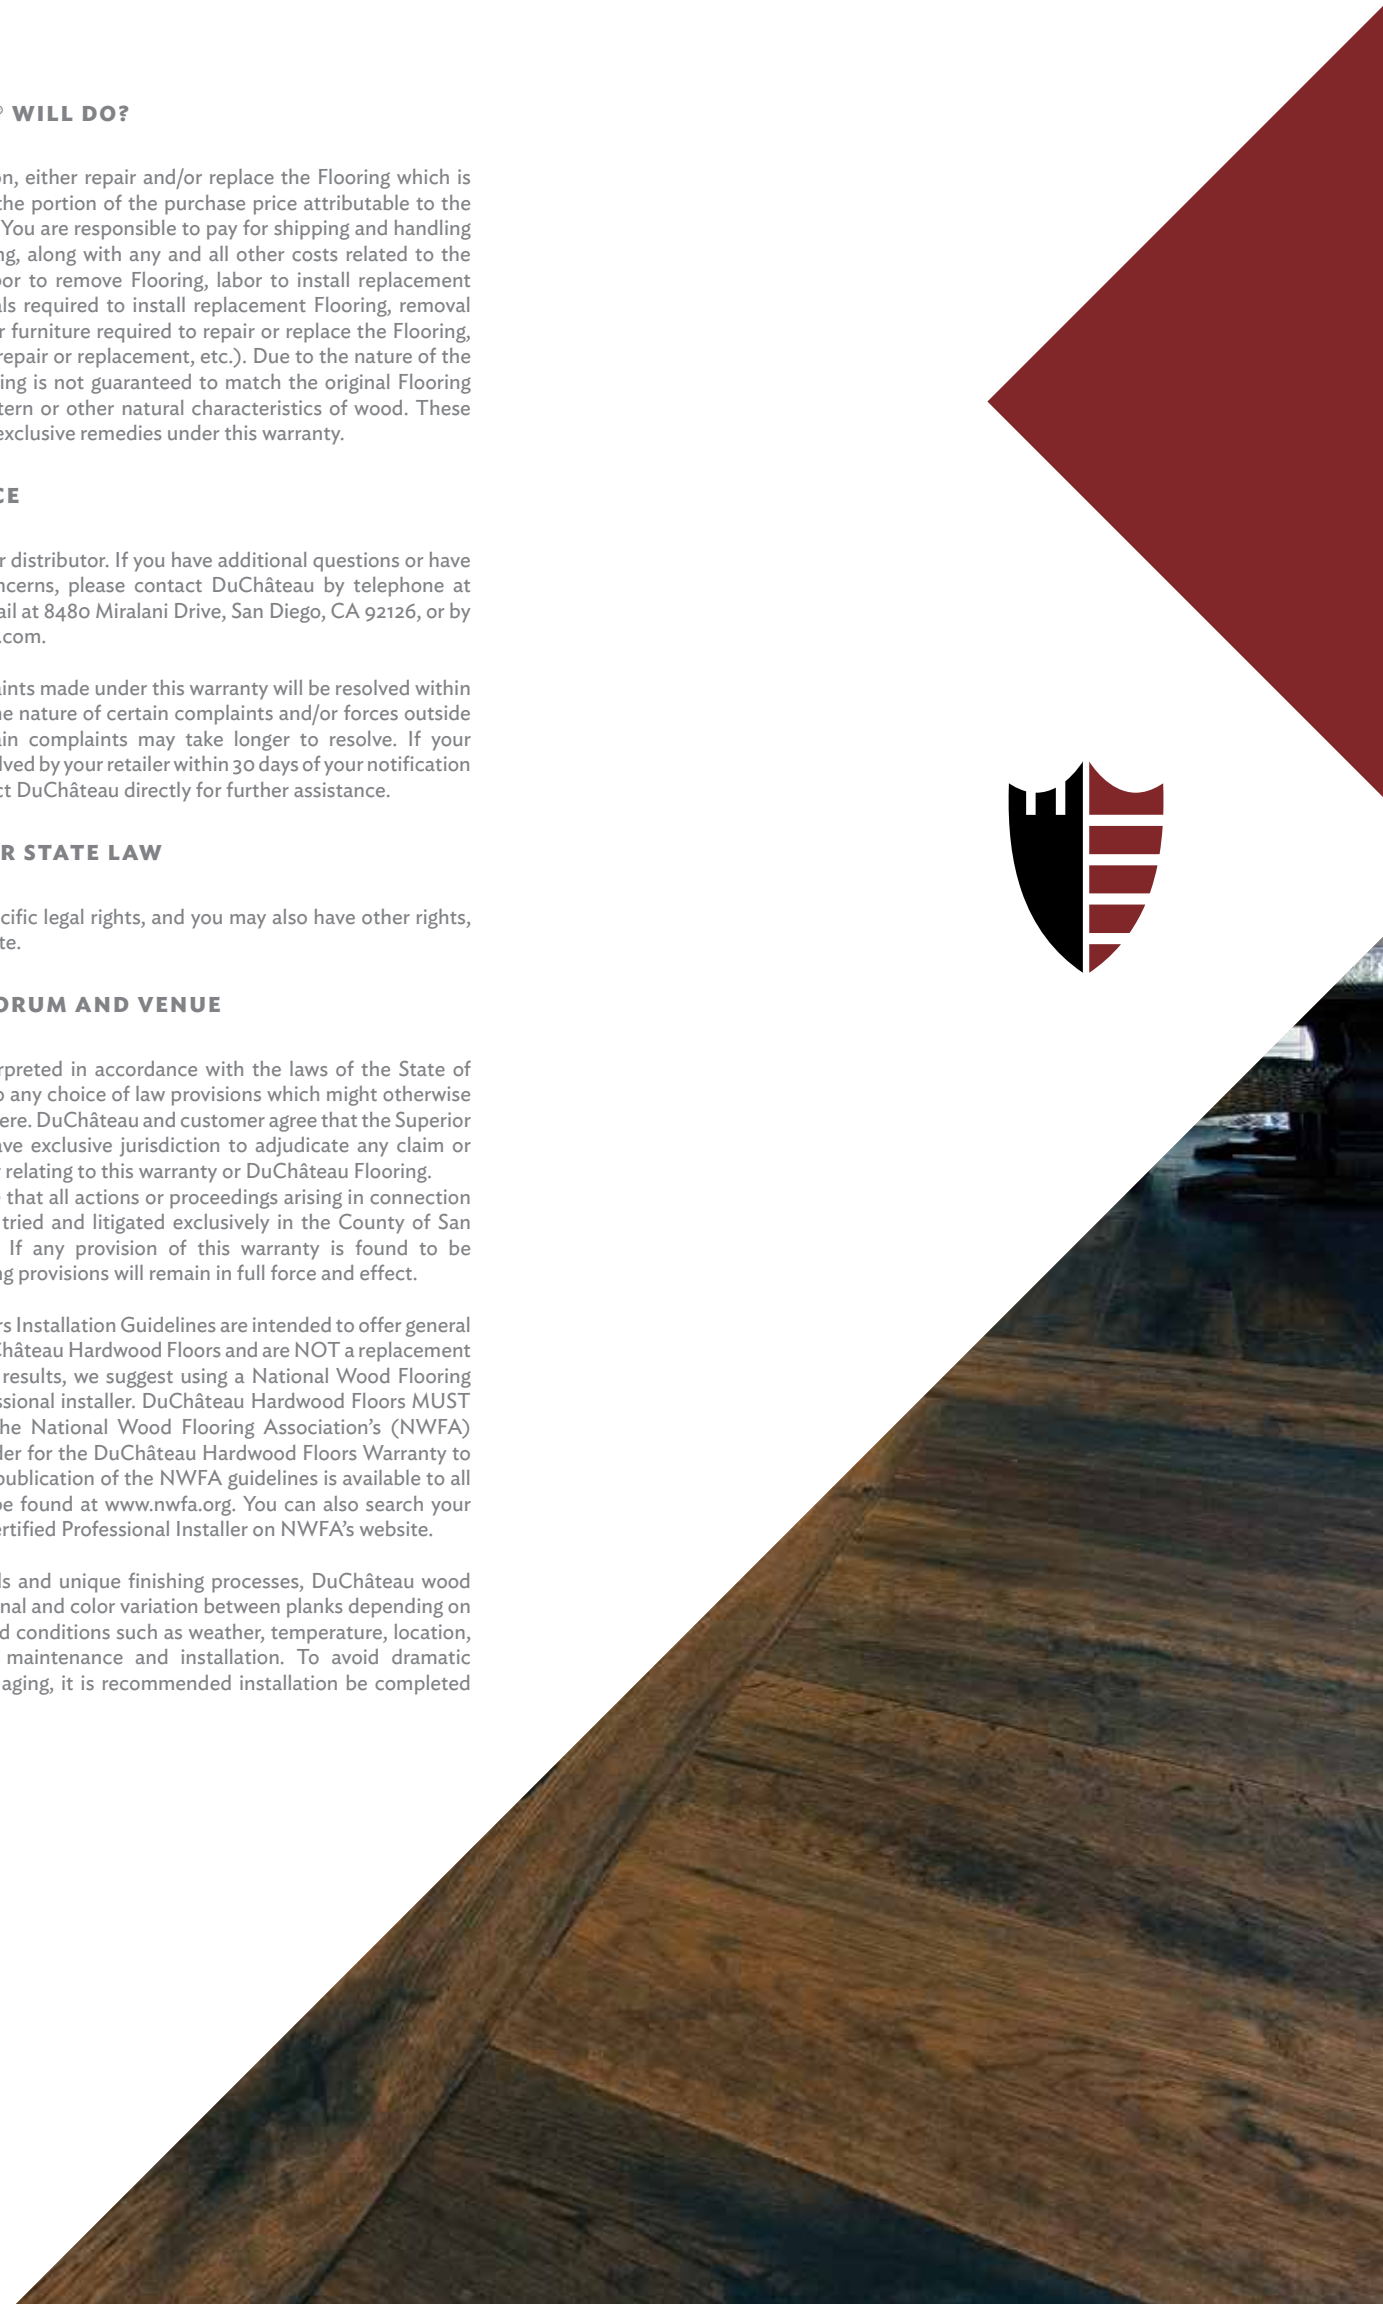 ® WILL DO?
on, either repair and/or replace the Flooring which is
the portion of the purchase price attributable to the
You are responsible to pay for shipping and handling
ng, along with any and all other costs related to the
or to remove Flooring, labor to install replacement
ls required to install replacement Flooring, removal
r furniture required to repair or replace the Flooring,
repair or replacement, etc.). Due to the nature of the
ing is not guaranteed to match the original Flooring
tern or other natural characteristics of wood. These
exclusive remedies under this warranty.
CE
r distributor. If you have additional questions or have
ncerns, please contact DuChâteau by telephone at
ail at 8480 Miralani Drive, San Diego, CA 92126, or by
.com.
aints made under this warranty will be resolved within
he nature of certain complaints and/or forces outside
ain complaints may take longer to resolve. If your
lved by your retailer within 30 days of your notification
ct DuChâteau directly for further assistance.
R STATE LAW
cific legal rights, and you may also have other rights,
te.
ORUM AND VENUE
rpreted in accordance with the laws of the State of
o any choice of law provisions which might otherwise
ere. DuChâteau and customer agree that the Superior
ave exclusive jurisdiction to adjudicate any claim or
r relating to this warranty or DuChâteau Flooring.
that all actions or proceedings arising in connection
tried and litigated exclusively in the County of San
If any provision of this warranty is found to be
ng provisions will remain in full force and effect.
rs Installation Guidelines are intended to offer general
Château Hardwood Floors and are NOT a replacement
results, we suggest using a National Wood Flooring
ssional installer. DuChâteau Hardwood Floors MUST
he National Wood Flooring Association's (NWFA)
der for the DuChâteau Hardwood Floors Warranty to
publication of the NWFA guidelines is available to all
be found at www.nwfa.org. You can also search your
ertified Professional Installer on NWFA's website.
ls and unique finishing processes, DuChâteau wood
nal and color variation between planks depending on
d conditions such as weather, temperature, location,
maintenance and installation. To avoid dramatic
aging, it is recommended installation be completed